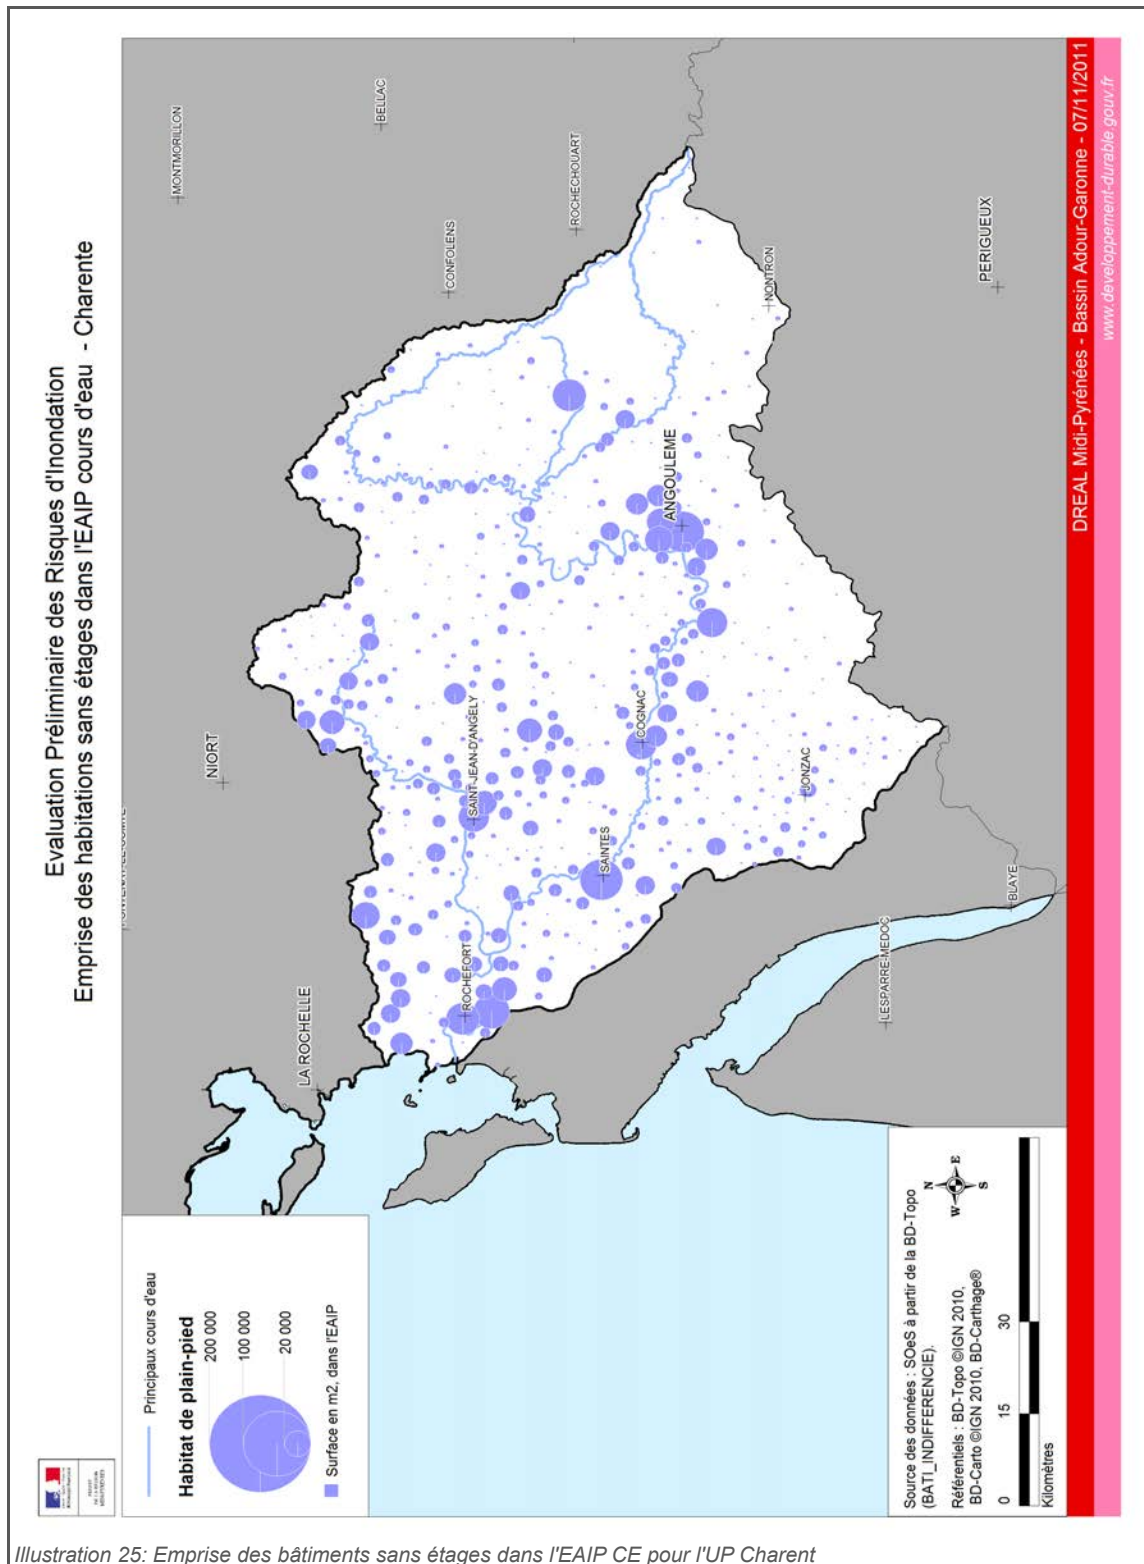 Evaluation Préliminaire des Risques d'Inondation
Emprise des habitations sans étages dans l'EAIP cours d'eau - Charente
Principaux cours d'eau
Habitat de plain-pied
200 000
100 000
20 000
Surface en m2, dans l'EAIP
MONTMORILLON
BELLAC
NIORT
CONFOLENS
ROCHECHOUART
LA ROCHELLE
ROCHEFORT
SAINT-JEAN-D'ANGELY
SAINTES
COGNAC
ANGOULEME
NONTRON
PERIGUEUX
JONZAC
LESPARRE-MEDOC
BLAYE
Source des données : SOeS à partir de la BD-Topo
(BATI_INDIFFERENCIE).
Référentiels : BD-Topo ©IGN 2010,
BD-Carto ©IGN 2010, BD-Carthage®
N
W E
S
0 15 30
Kilomètres
DREAL Midi-Pyrénées - Bassin Adour-Garonne - 07/11/2011
www.developpement-durable.gouv.fr
Illustration 25: Emprise des bâtiments sans étages dans l'EAIP CE pour l'UP Charent